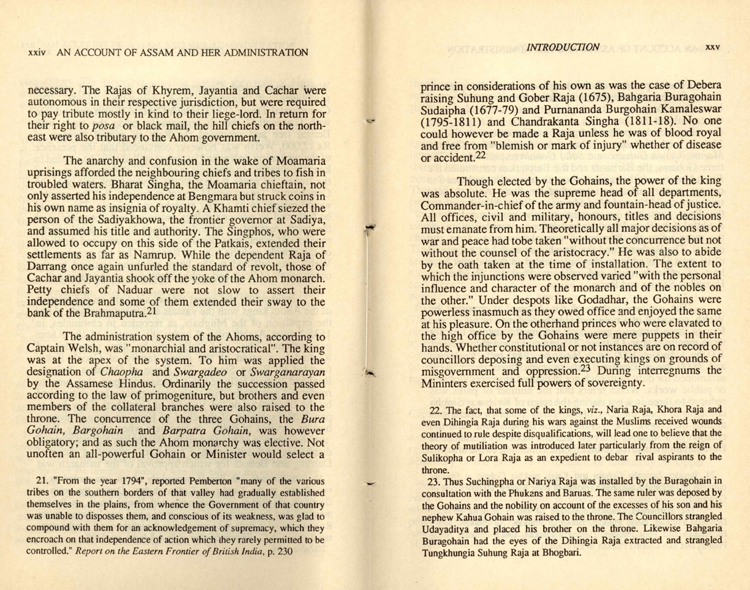 xxiv AN ACCOUNT OF ASSAM AND HER ADMINISTRATION
necessary. The Rajas of Khyrem, Jayantia and Cachar were
autonomous in their respective jurisdiction, but were required
to pay tribute mostly in kind to their liege-lord. In return for
their right to posa or black mail, the hill chiefs on the north-
east were also tributary to the Ahom government.
The anarchy and confusion in the wake of Moamaria
uprisings afforded the neighbouring chiefs and tribes to fish in
troubled waters. Bharat Singha, the Moamaria chieftain, not
only asserted his independence at Bengmara but struck coins in
his own name as insignia of royalty. A Khamti chief siezed the
person of the Sadiyakhowa, the frontier governor at Sadiya,
and assumed his title and authority. The Singphos, who were
allowed to occupy on this side of the Patkais, extended their
settlements as far as Namrup. While the dependent Raja of
Darrang once again unfurled the standard of revolt, those of
Cachar and Jayantia shook off the yoke of the Ahom monarch.
Petty chiefs of Naduar were not slow to assert their
independence and some of them extended their sway to the
bank of the Brahmaputra.21
The administration system of the Ahoms, according to
Captain Welsh, was "monarchial and aristocratical". The king
was at the apex of the system. To him was applied the
designation of Chaopha and Swargadeo or Swarganarayan
by the Assamese Hindus. Ordinarily the succession passed
according to the law of primogeniture, but brothers and even
members of the collateral branches were also raised to the
throne. The concurrence of the three Gohains, the Bura
Gohain, Bargohain and Barpatra Gohain, was however
obligatory; and as such the Ahom monarchy was elective. Not
unoften an all-powerful Gohain or Minister would select a
21. "From the year 1794", reported Pemberton "many of the various
tribes on the southern borders of that valley had gradually established
themselves in the plains, from whence the Government of that country
was unable to disposses them, and conscious of its weakness, was glad to
compound with them for an acknowledgement of supremacy, which they
encroach on that independence of action which they rarely permitted to be
controlled." Report on the Eastern Frontier of British India, p. 230
INTRODUCTION xxv
prince in considerations of his own as was the case of Debera
raising Suhung and Gober Raja (1675), Bahgaria Buragohain
Sudaipha (1677-79) and Purnananda Burgohain Kamaleswar
(1795-1811) and Chandrakanta Singha (1811-18). No one
could however be made a Raja unless he was of blood royal
and free from "blemish or mark of injury" whether of disease
or accident.22
Though elected by the Gohains, the power of the king
was absolute. He was the supreme head of all departments,
Commander-in-chief of the army and fountain-head of justice.
All offices, civil and military, honours, titles and decisions
must emanate from him. Theoretically all major decisions as of
war and peace had tobe taken "without the concurrence but not
without the counsel of the aristocracy." He was also to abide
by the oath taken at the time of installation. The extent to
which the injunctions were observed varied "with the personal
influence and character of the monarch and of the nobles on
the other." Under despots like Godadhar, the Gohains were
powerless inasmuch as they owed office and enjoyed the same
at his pleasure. On the otherhand princes who were elavated to
the high office by the Gohains were mere puppets in their
hands. Whether constitutional or not instances are on record of
councillors deposing and even executing kings on grounds of
misgovernment and oppression.23 During interregnums the
Mininters exercised full powers of sovereignty.
22. The fact, that some of the kings, viz., Naria Raja, Khora Raja and
even Dihingia Raja during his wars against the Muslims received wounds
continued to rule despite disqualifications, will lead one to believe that the
theory of mutiliation was introduced later particularly from the reign of
Sulikopha or Lora Raja as an expedient to debar rival aspirants to the
throne.
23. Thus Suchingpha or Nariya Raja was installed by the Buragohain in
consultation with the Phukans and Baruas. The same ruler was deposed by
the Gohains and the nobility on account of the excesses of his son and his
nephew Kahua Gohain was raised to the throne. The Councillors strangled
Udayaditya and placed his brother on the throne. Likewise Bahgaria
Buragohain had the eyes of the Dihingia Raja extracted and strangled
Tungkhungia Suhung Raja at Bhogbari.